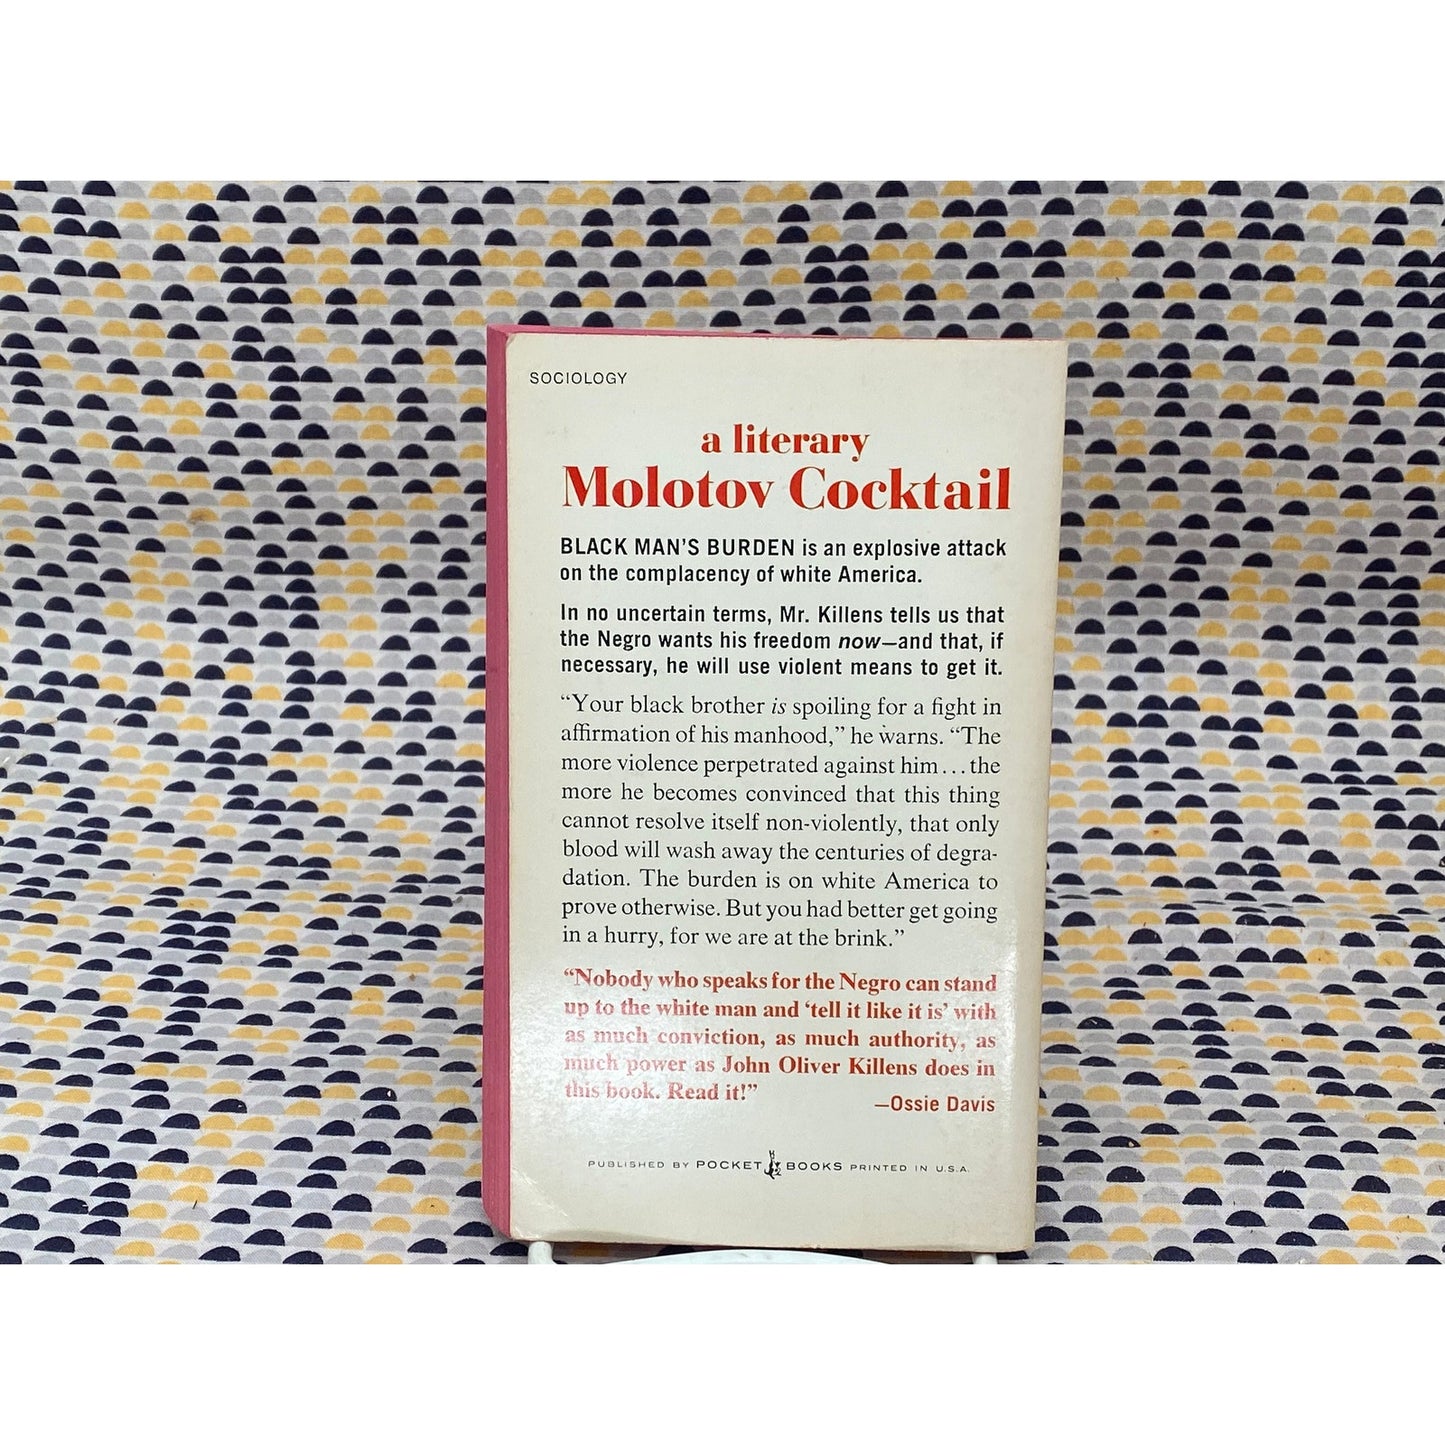 SOCIOLOGY
a literary
Molotov Cocktail
BLACK MAN'S BURDEN is an explosive attack
on the complacency of white America.
In no uncertain terms, Mr. Killens tells us that
the Negro wants his freedom now—and that, if
necessary, he will use violent means to get it.
“Your black brother is spoiling for a fight in
affirmation of his manhood,” he warns. “The
more violence perpetrated against him...the
more he becomes convinced that this thing
cannot resolve itself non-violently, that only
blood will wash away the centuries of degra-
dation. The burden is on white America to
prove otherwise. But you had better get going
in a hurry, for we are at the brink.”
“Nobody who speaks for the Negro can stand
up to the white man and ‘tell it like it is’ with
as much conviction, as much authority, as
much power as John Oliver Killens does in
this book. Read it!”
—Ossie Davis
PUBLISHED BY POCKET BOOKS PRINTED IN U.S.A.